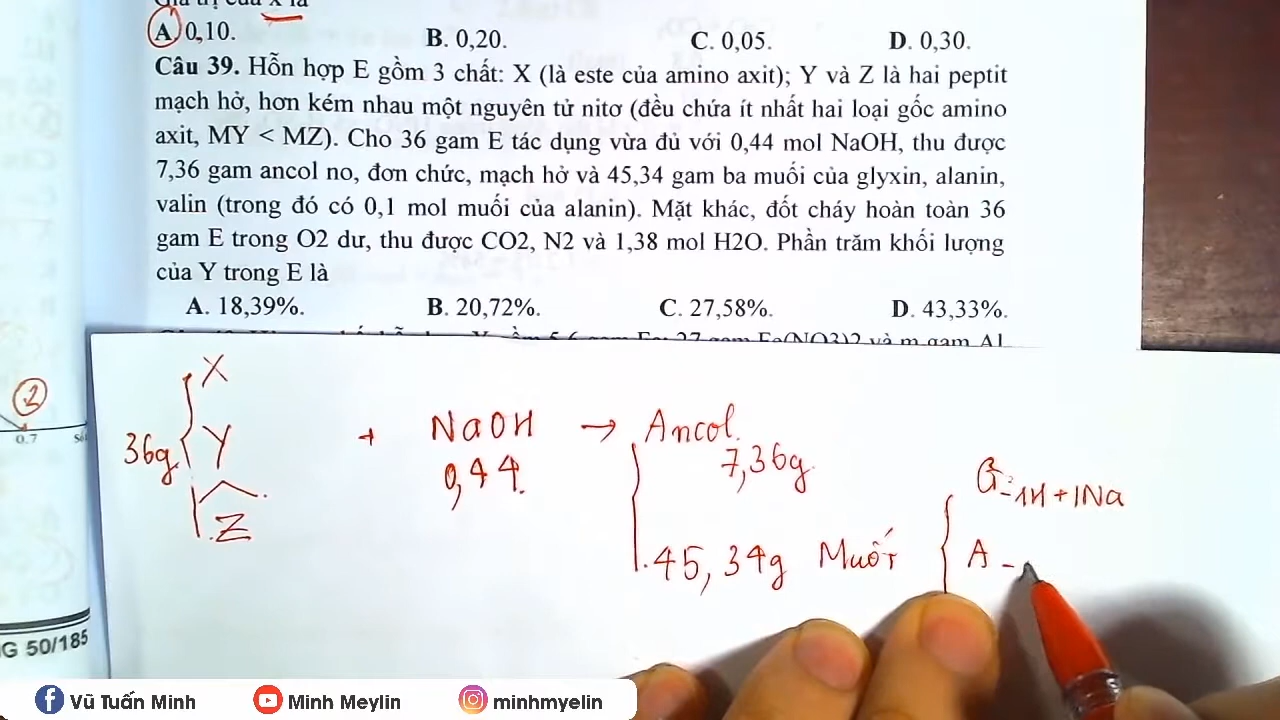 A. 0,10. B. 0,20. C. 0,05. D. 0,30.
Câu 39. Hỗn hợp E gồm 3 chất: X (là este của amino axit); Y và Z là hai peptit
mạch hở, hơn kém nhau một nguyên tử nitơ (đều chứa ít nhất hai loại gốc amino
axit, MY < MZ). Cho 36 gam E tác dụng vừa đủ với 0,44 mol NaOH, thu được
7,36 gam ancol no, đơn chức, mạch hở và 45,34 gam ba muối của glyxin, alanin,
valin (trong đó có 0,1 mol muối của alanin). Mặt khác, đốt cháy hoàn toàn 36
gam E trong O2 dư, thu được CO2, N2 và 1,38 mol H2O. Phần trăm khối lượng
của Y trong E là
A. 18,39%. B. 20,72%. C. 27,58%. D. 43,33%.
X
2
0.7
36g Y + NaOH → Ancol
0,44 7,36g
Z
G -1H+1Na
45,34g Muối A -
G 50/185
Vũ Tuấn Minh Minh Meylin minhmyelin